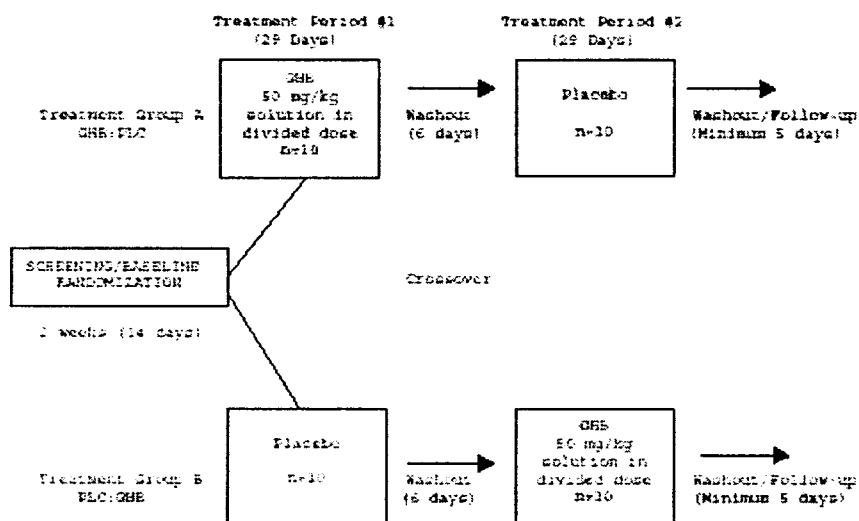 Treatment Period #1
(29 Days)
Treatment Period #2
(29 Days)
Treatment Group A
GHB:PLC
GHB
50 mg/kg
solution in
divided dose
n=10
Washout
(6 days)
Placebo
n=10
Washout/Follow-up
(Minimum 5 days)
SCREENING/BASELINE
RANDOMIZATION
2 weeks (14 days)
Crossover
Treatment Group B
PLC:GHB
Placebo
n=10
Washout
(6 days)
GHB
50 mg/kg
solution in
divided dose
n=10
Washout/Follow-up
(Minimum 5 days)